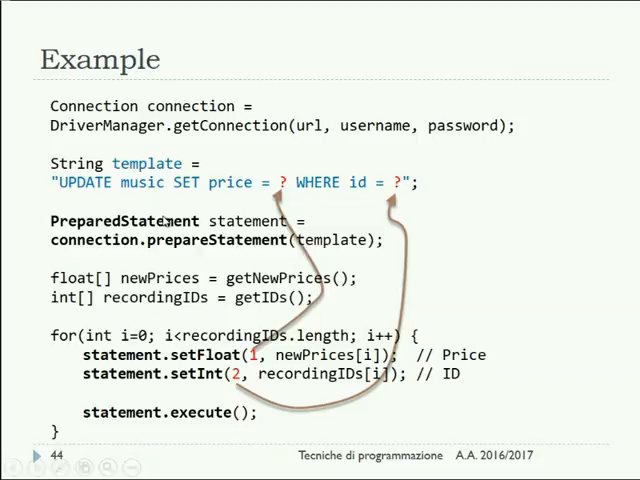 Example
Connection connection =
DriverManager.getConnection(url, username, password);
String template =
"UPDATE music SET price = ? WHERE id = ?";
PreparedStatement statement =
connection.prepareStatement(template);
float[] newPrices = getNewPrices();
int[] recordingIDs = getIDs();
for(int i=0; i<recordingIDs.length; i++) {
statement.setFloat(1, newPrices[i]); // Price
statement.setInt(2, recordingIDs[i]); // ID
statement.execute();
}
44 Tecniche di programmazione A.A. 2016/2017